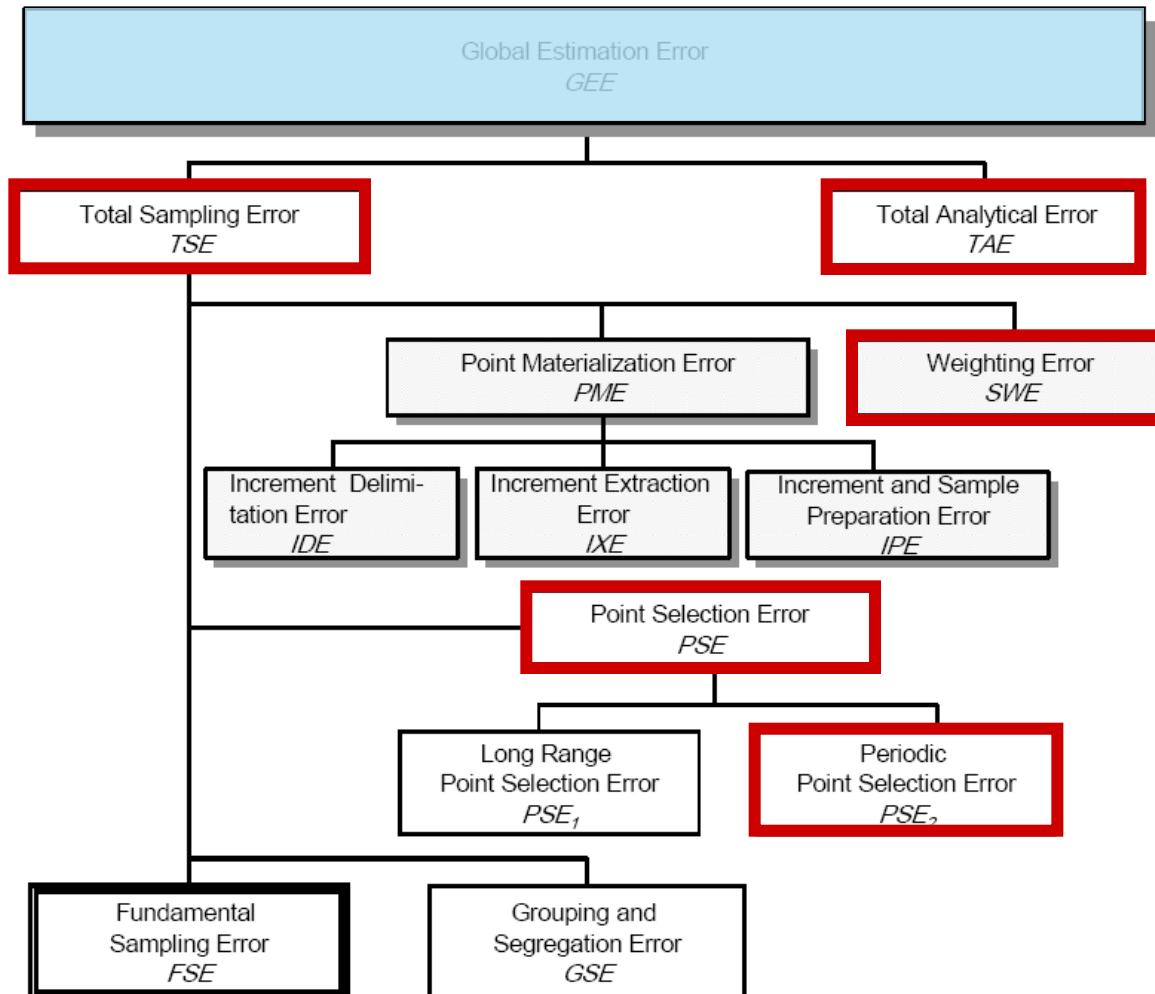 Global Estimation Error
GEE
Total Sampling Error
TSE
Total Analytical Error
TAE
Point Materialization Error
PME
Weighting Error
SWE
Increment Delimi-
tation Error
IDE
Increment Extraction
Error
IXE
Increment and Sample
Preparation Error
IPE
Point Selection Error
PSE
Long Range
Point Selection Error
PSE₁
Periodic
Point Selection Error
PSE₂
Fundamental
Sampling Error
FSE
Grouping and
Segregation Error
GSE